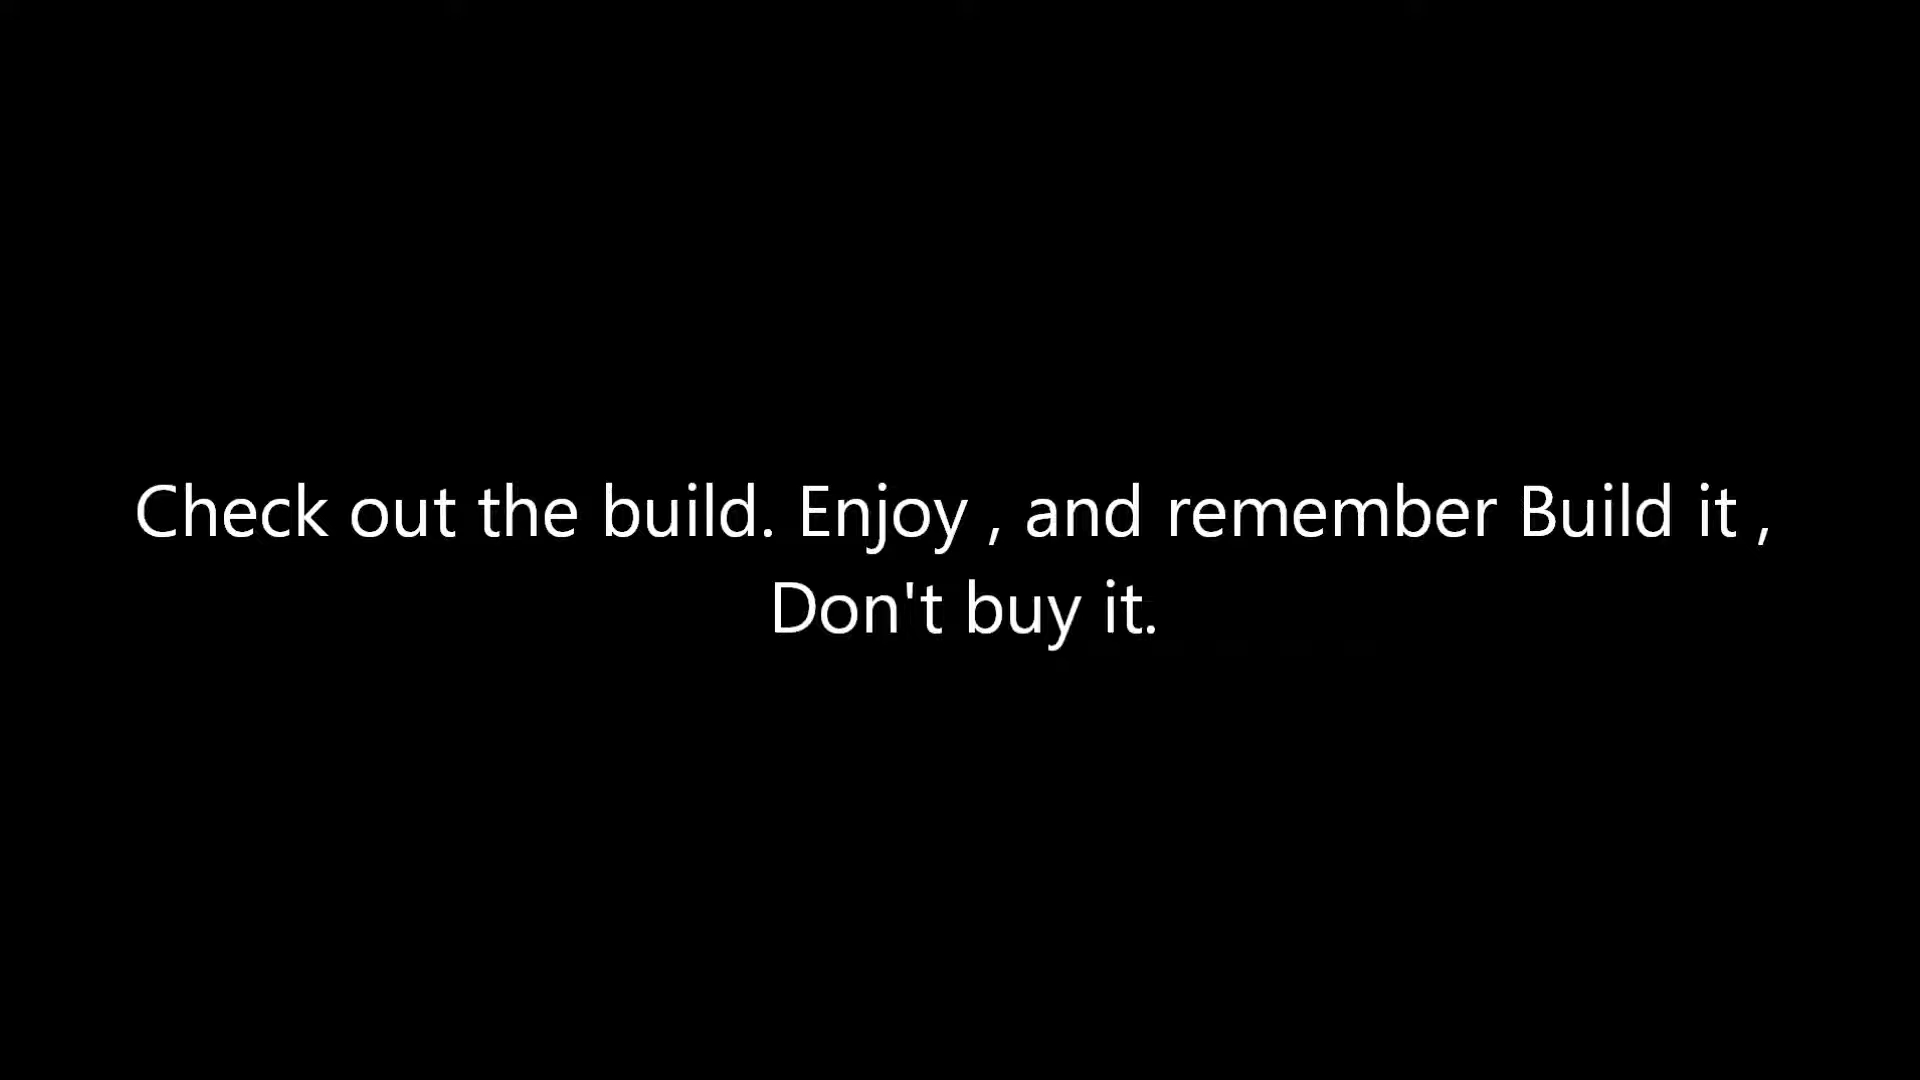 Check out the build. Enjoy , and remember Build it ,
Don't buy it.